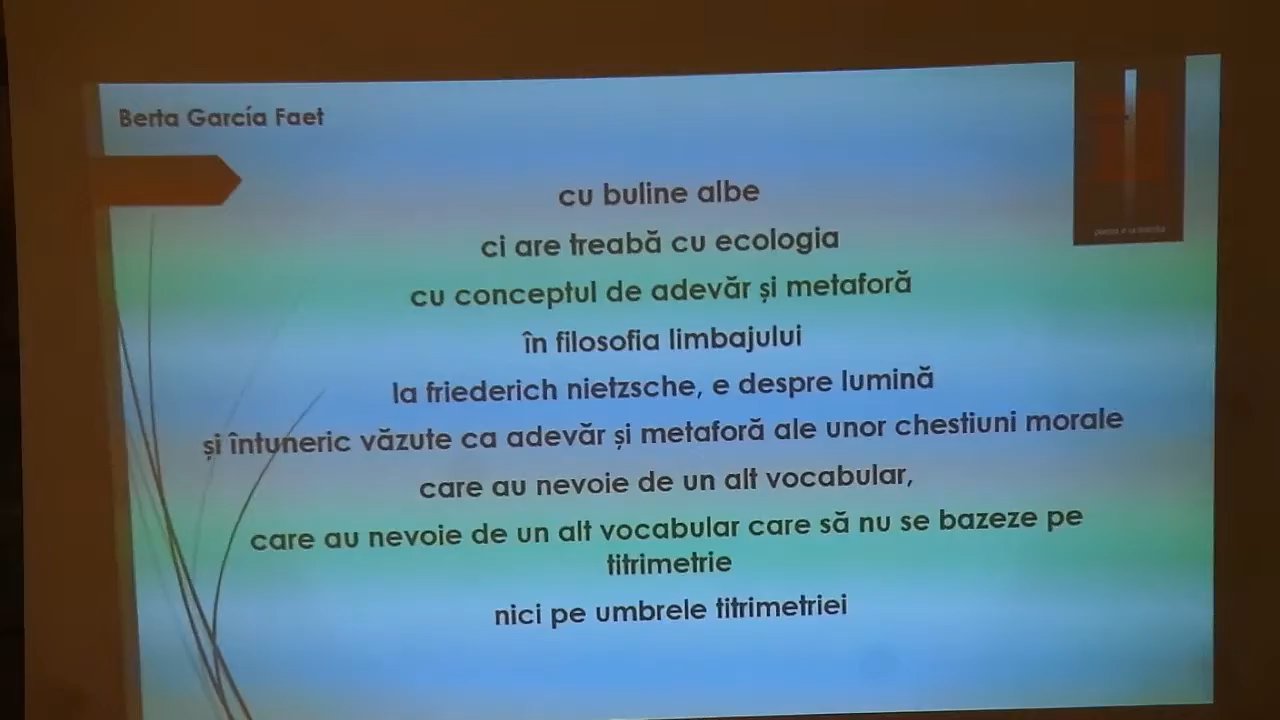 Berta García Faet
cu buline albe
ci are treabă cu ecologia
cu conceptul de adevăr și metaforă
în filosofia limbajului
la friederich nietzsche, e despre lumină
și întuneric văzute ca adevăr și metaforă ale unor chestiuni morale
care au nevoie de un alt vocabular,
care au nevoie de un alt vocabular care să nu se bazeze pe
titrimetrie
nici pe umbrele titrimetriei